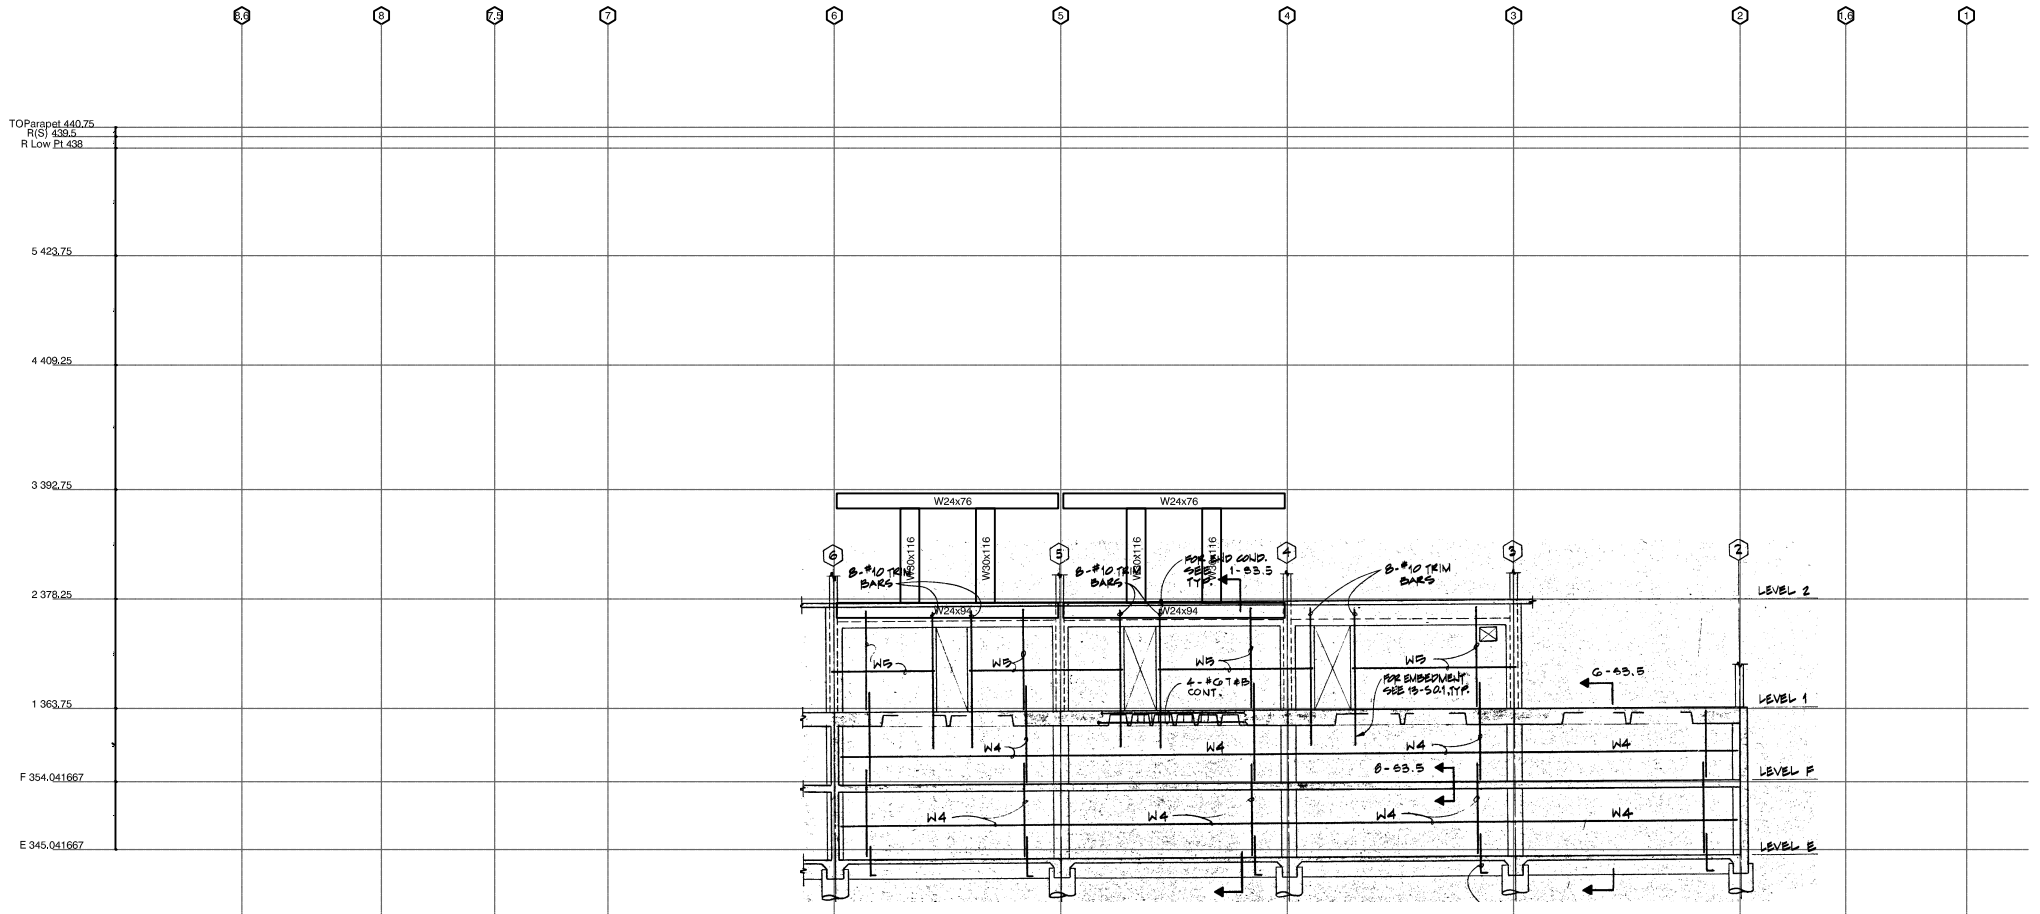 8.6 8 7.5 7 6 5 4 3 2 1.6 1
TOParapet 440.75
R(S) 439.5
R Low Pt 438
5 423.75
4 409.25
3 392.75
W24x76 W24x76
W30x116 W30x116 W30x116 W30x116
6 5 4 3 2
FOR END COND.
SEE 1-S3.5
TYP.
8-#10 TRIM
BARS
8-#10 TRIM
BARS
8-#10 TRIM
BARS
2 378.25
LEVEL 2
W24x94 W24x94
W5 W5 W5 W5
6-S3.5
4-#6 T&B
CONT.
FOR EMBEDMENT
SEE 13-S0.1, TYP.
1 363.75
LEVEL 1
W4 W4 W4 W4
8-S3.5
F 354.041667
LEVEL F
W4 W4 W4 W4
E 345.041667
LEVEL E